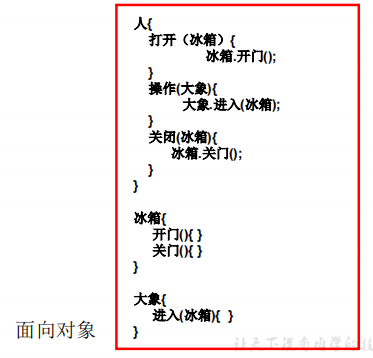 人{
打开（冰箱）{
冰箱.开门();
}
操作(大象){
大象.进入(冰箱);
}
关闭(冰箱){
冰箱.关门();
}
}
冰箱{
开门(){ }
关门(){ }
}
大象{
进入(冰箱){  }
}
面向对象